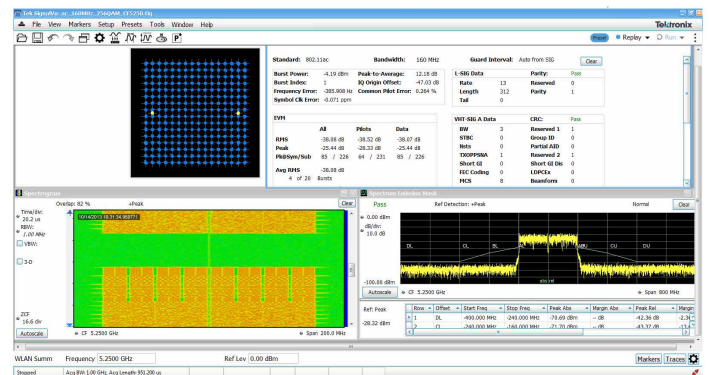 Tek SignalVu: ac_160MHz_256QAM_CF5250.tiq
File View Markers Setup Presets Tools Window Help
Tektronix
Preset Replay Run
Standard: 802.11ac Bandwidth: 160 MHz Guard Interval: Auto from SIG Clear
Burst Power: -4.19 dBm Peak-to-Average: 12.18 dB L-SIG Data Parity: Pass
Burst Index: 1 IQ Origin Offset: -47.03 dB Rate 13 Reserved 0
Frequency Error: -385.908 Hz Common Pilot Error: 0.264 % Length 312 Parity 1
Symbol Clk Error: -0.071 ppm Tail 0
EVM VHT-SIG A Data CRC: Pass
All Pilots Data BW 3 Reserved 1 1
RMS -38.08 dB -38.52 dB -38.07 dB STBC 0 Group ID 0
Peak -25.44 dB -28.33 dB -25.44 dB Nsts 0 Partial AID 0
Pk@Sym/Sub 85 / 226 64 / 231 85 / 226 TXOPPSNA 1 Reserved 2 1
Avg RMS -38.08 dB Short GI 0 Short GI Dis 0
4 of 20 Bursts FEC Coding 0 LDPCEx 0
MCS 8 Beamform 0
Spectrogram
Overlap: 82 % +Peak Clear
Time/div:
20.2 us
RBW:
1.00 MHz
VBW:
3-D
10/14/2013 10:31:34.950771
ZCF
16.6 div
Autoscale CF 5.2500 GHz Span 200.0 MHz
Spectrum Emission Mask
Pass Ref Detection: +Peak Normal Clear
0.00 dBm
dB/div:
10.0 dB
DL CL BL CU DU
-100.00 dBm
Autoscale CF 5.2500 GHz Span 800 MHz
Ref: Peak
-28.32 dBm
Row Offset Start Freq Stop Freq Peak Abs Margin Abs Peak Rel Margin
1 DL -400.000 MHz -240.000 MHz -70.69 dBm -- dB -42.36 dB
2 CL -240.000 MHz -160.000 MHz -71.70 dBm -- dB -43.37 dB
WLAN Summ Frequency 5.2500 GHz Ref Lev 0.00 dBm Markers Traces
Stopped Acq BW: 1.00 GHz, Acq Length: 951.200 us